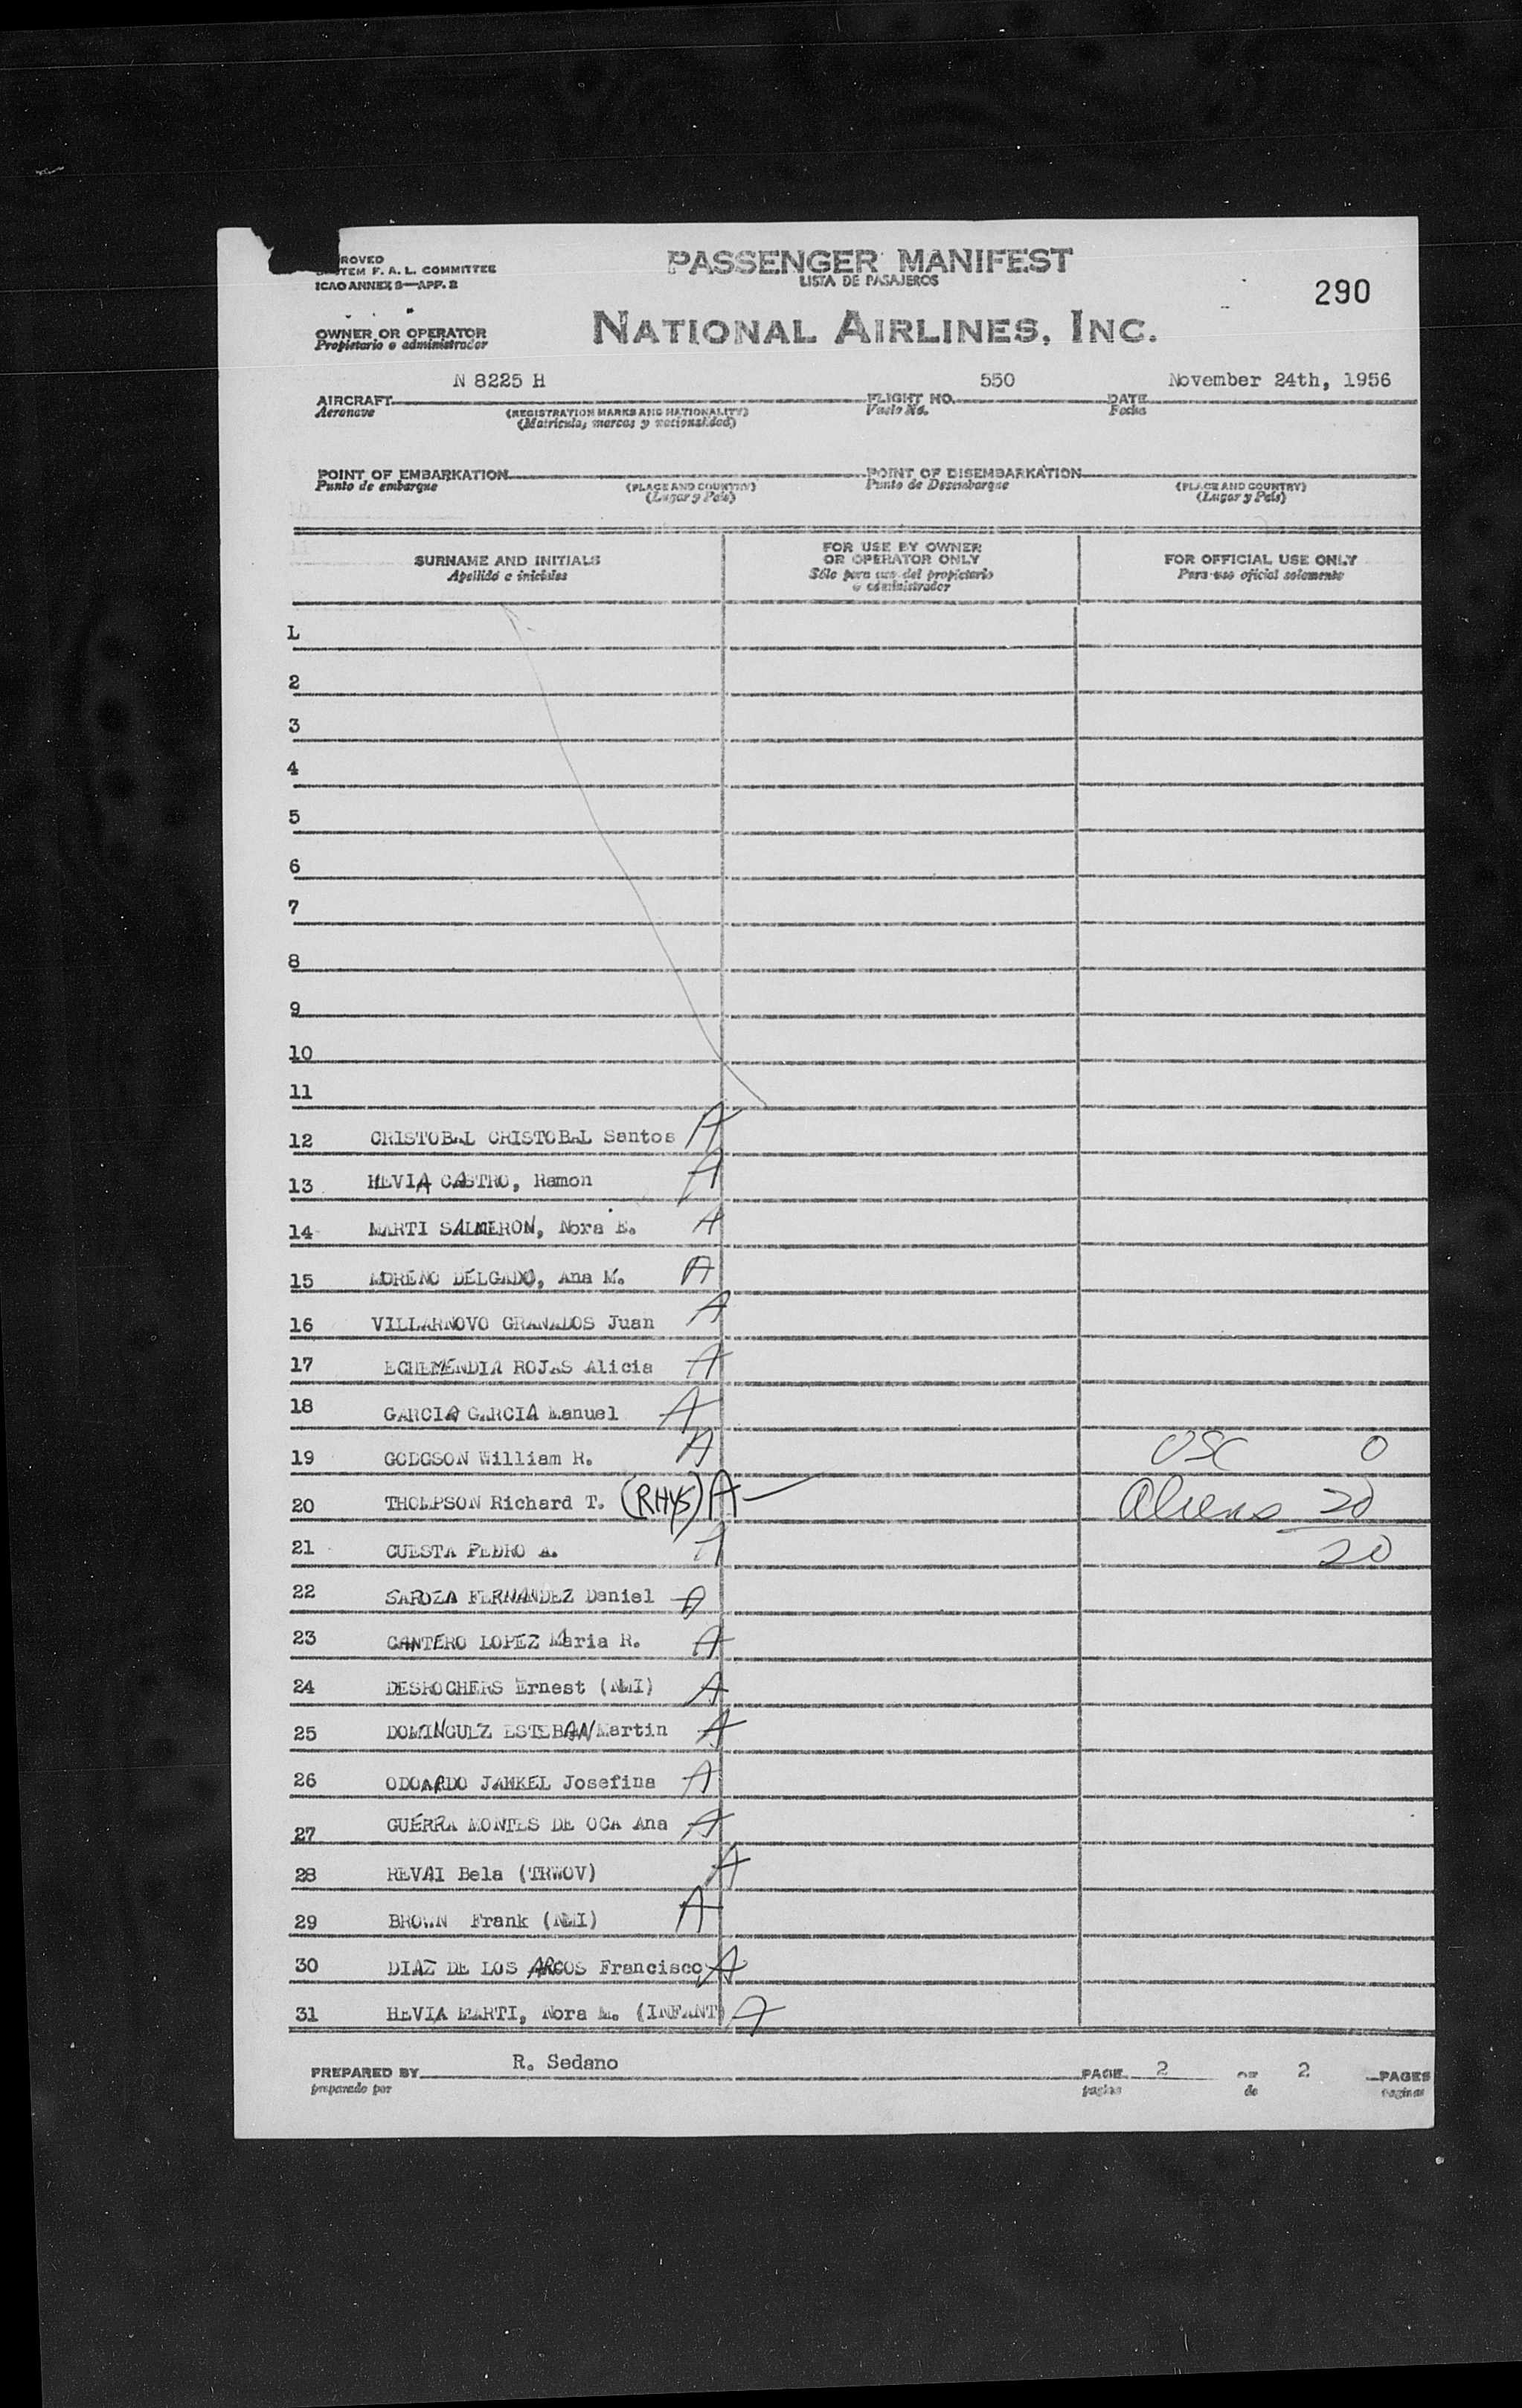 ROVED
TEM F. A. L. COMMITTEE
ICAO ANNEX 9—APP. 2
PASSENGER MANIFEST
LISTA DE PASAJEROS
290
OWNER OR OPERATOR
Propietario o administrador
NATIONAL AIRLINES, INC.
N 8225 H 550 November 24th, 1956
AIRCRAFT FLIGHT NO. DATE
Aeronave (REGISTRATION MARKS AND NATIONALITY) Vuelo No. Fecha
(Matricula, marcas y nacionalidad)
POINT OF EMBARKATION POINT OF DISEMBARKATION
Punto de embarque (PLACE AND COUNTRY) Punto de Desembarque (PLACE AND COUNTRY)
(Lugar y País) (Lugar y País)
SURNAME AND INITIALS
Apellido e iniciales
FOR USE BY OWNER
OR OPERATOR ONLY
Sólo para uso del propietario
o administrador
FOR OFFICIAL USE ONLY
Para uso oficial solamente
1
2
3
4
5
6
7
8
9
10
11
12 CRISTOBAL CRISTOBAL Santos A
13 HEVIA CASTRO, Ramon A
14 MARTI SALMERON, Nora E. A
15 MORENO DELGADO, Ana M. A
16 VILLARNOVO GRANADOS Juan A
17 ECHEMENDIA ROJAS Alicia A
18 GARCIA GARCIA Manuel A
19 GODGSON William R. A USC 0
20 THOMPSON Richard T. (RHYS) A Aliens 20
21 CUESTA PEDRO A. A 20
22 SAROZA FERNANDEZ Daniel A
23 CANTERO LOPEZ Maria R. A
24 DESROCHERS Ernest (NMI) A
25 DOMINGUEZ ESTEBAN Martin A
26 ODOARDO JANKEL Josefina A
27 GUERRA MONTES DE OCA Ana A
28 REVAI Bela (TRWOV) A
29 BROWN Frank (NMI) A
30 DIAZ DE LOS ARCOS Francisco A
31 HEVIA MARTI, Nora M. (INFANT) A
PREPARED BY R. Sedano PAGE 2 OF 2 PAGES
preparado por pagina de paginas